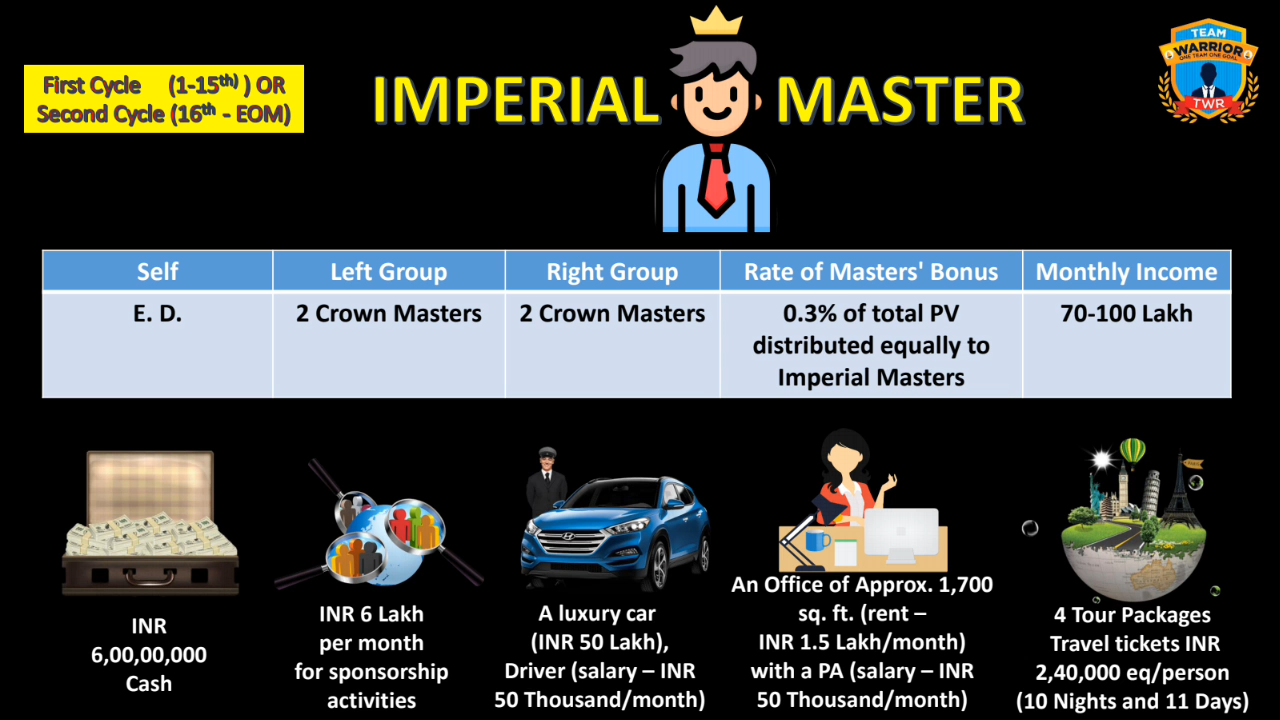 First Cycle (1-15th) ) OR
Second Cycle (16th - EOM)
IMPERIAL MASTER
TEAM
WARRIOR
ONE TEAM ONE GOAL
TWR
Self
Left Group
Right Group
Rate of Masters' Bonus
Monthly Income
E. D.
2 Crown Masters
2 Crown Masters
0.3% of total PV
distributed equally to
Imperial Masters
70-100 Lakh
INR
6,00,00,000
Cash
INR 6 Lakh
per month
for sponsorship
activities
A luxury car
(INR 50 Lakh),
Driver (salary – INR
50 Thousand/month)
An Office of Approx. 1,700
sq. ft. (rent –
INR 1.5 Lakh/month)
with a PA (salary – INR
50 Thousand/month)
4 Tour Packages
Travel tickets INR
2,40,000 eq/person
(10 Nights and 11 Days)